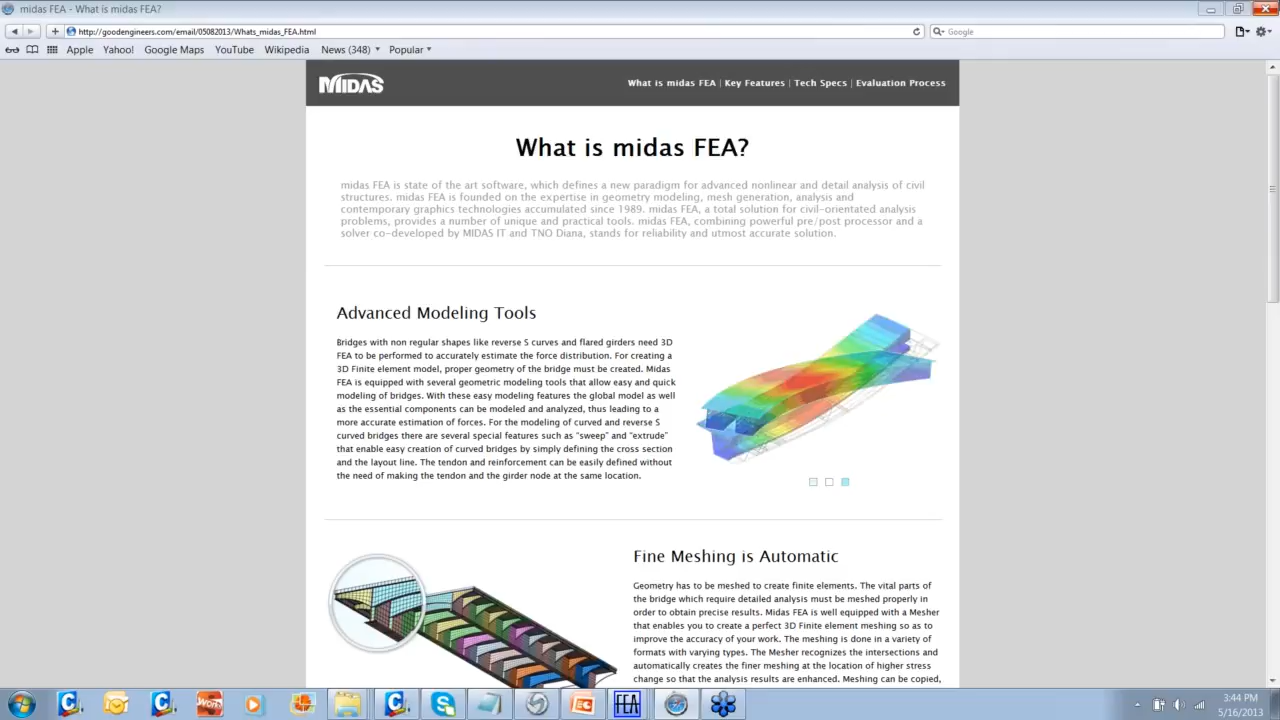 midas FEA - What is midas FEA?
http://goodengineers.com/email/05082013/Whats_midas_FEA.html
Google
Apple Yahoo! Google Maps YouTube Wikipedia News (348) Popular
MIDAS
What is midas FEA | Key Features | Tech Specs | Evaluation Process
What is midas FEA?
midas FEA is state of the art software, which defines a new paradigm for advanced nonlinear and detail analysis of civil
structures. midas FEA is founded on the expertise in geometry modeling, mesh generation, analysis and
contemporary graphics technologies accumulated since 1989. midas FEA, a total solution for civil-orientated analysis
problems, provides a number of unique and practical tools. midas FEA, combining powerful pre/post processor and a
solver co-developed by MIDAS IT and TNO Diana, stands for reliability and utmost accurate solution.
Advanced Modeling Tools
Bridges with non regular shapes like reverse S curves and flared girders need 3D
FEA to be performed to accurately estimate the force distribution. For creating a
3D Finite element model, proper geometry of the bridge must be created. Midas
FEA is equipped with several geometric modeling tools that allow easy and quick
modeling of bridges. With these easy modeling features the global model as well
as the essential components can be modeled and analyzed, thus leading to a
more accurate estimation of forces. For the modeling of curved and reverse S
curved bridges there are several special features such as “sweep” and “extrude”
that enable easy creation of curved bridges by simply defining the cross section
and the layout line. The tendon and reinforcement can be easily defined without
the need of making the tendon and the girder node at the same location.
Fine Meshing is Automatic
Geometry has to be meshed to create finite elements. The vital parts of
the bridge which require detailed analysis must be meshed properly in
order to obtain precise results. Midas FEA is well equipped with a Mesher
that enables you to create a perfect 3D Finite element meshing so as to
improve the accuracy of your work. The meshing is done in a variety of
formats with varying types. The Mesher recognizes the intersections and
automatically creates the finer meshing at the location of higher stress
change so that the analysis results are enhanced. Meshing can be copied,
FEA
3:44 PM
5/16/2013